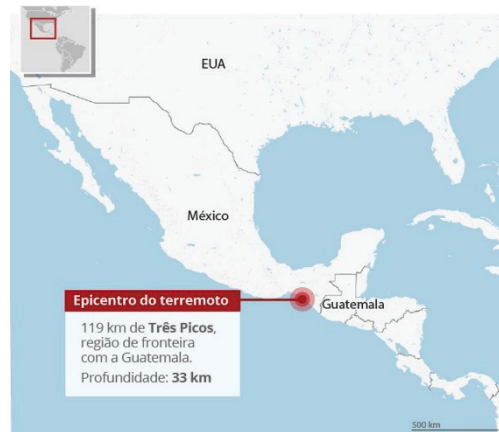 EUA
México
Epicentro do terremoto
Guatemala
119 km de Três Picos,
região de fronteira
com a Guatemala.
Profundidade: 33 km
500 km